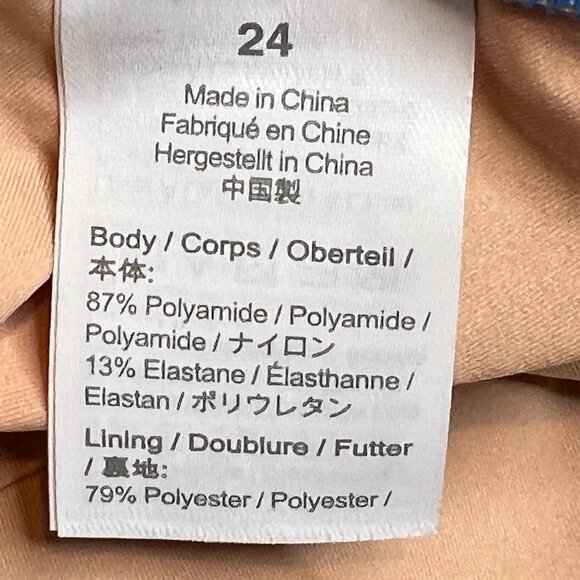 24
Made in China
Fabriqué en Chine
Hergestellt in China
中国製
Body / Corps / Oberteil /
本体:
87% Polyamide / Polyamide /
Polyamide / ナイロン
13% Elastane / Élasthanne /
Elastan / ポリウレタン
Lining / Doublure / Futter
/ 裏地:
79% Polyester / Polyester /